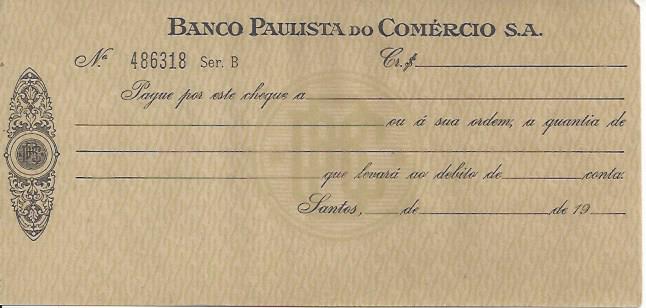 BANCO PAULISTA DO COMÉRCIO S.A.
Nº 486318 Ser. B Cr.$
Pague por este cheque a
ou á sua ordem, a quantia de
que levará ao debito de conta.
Santos, de de 19